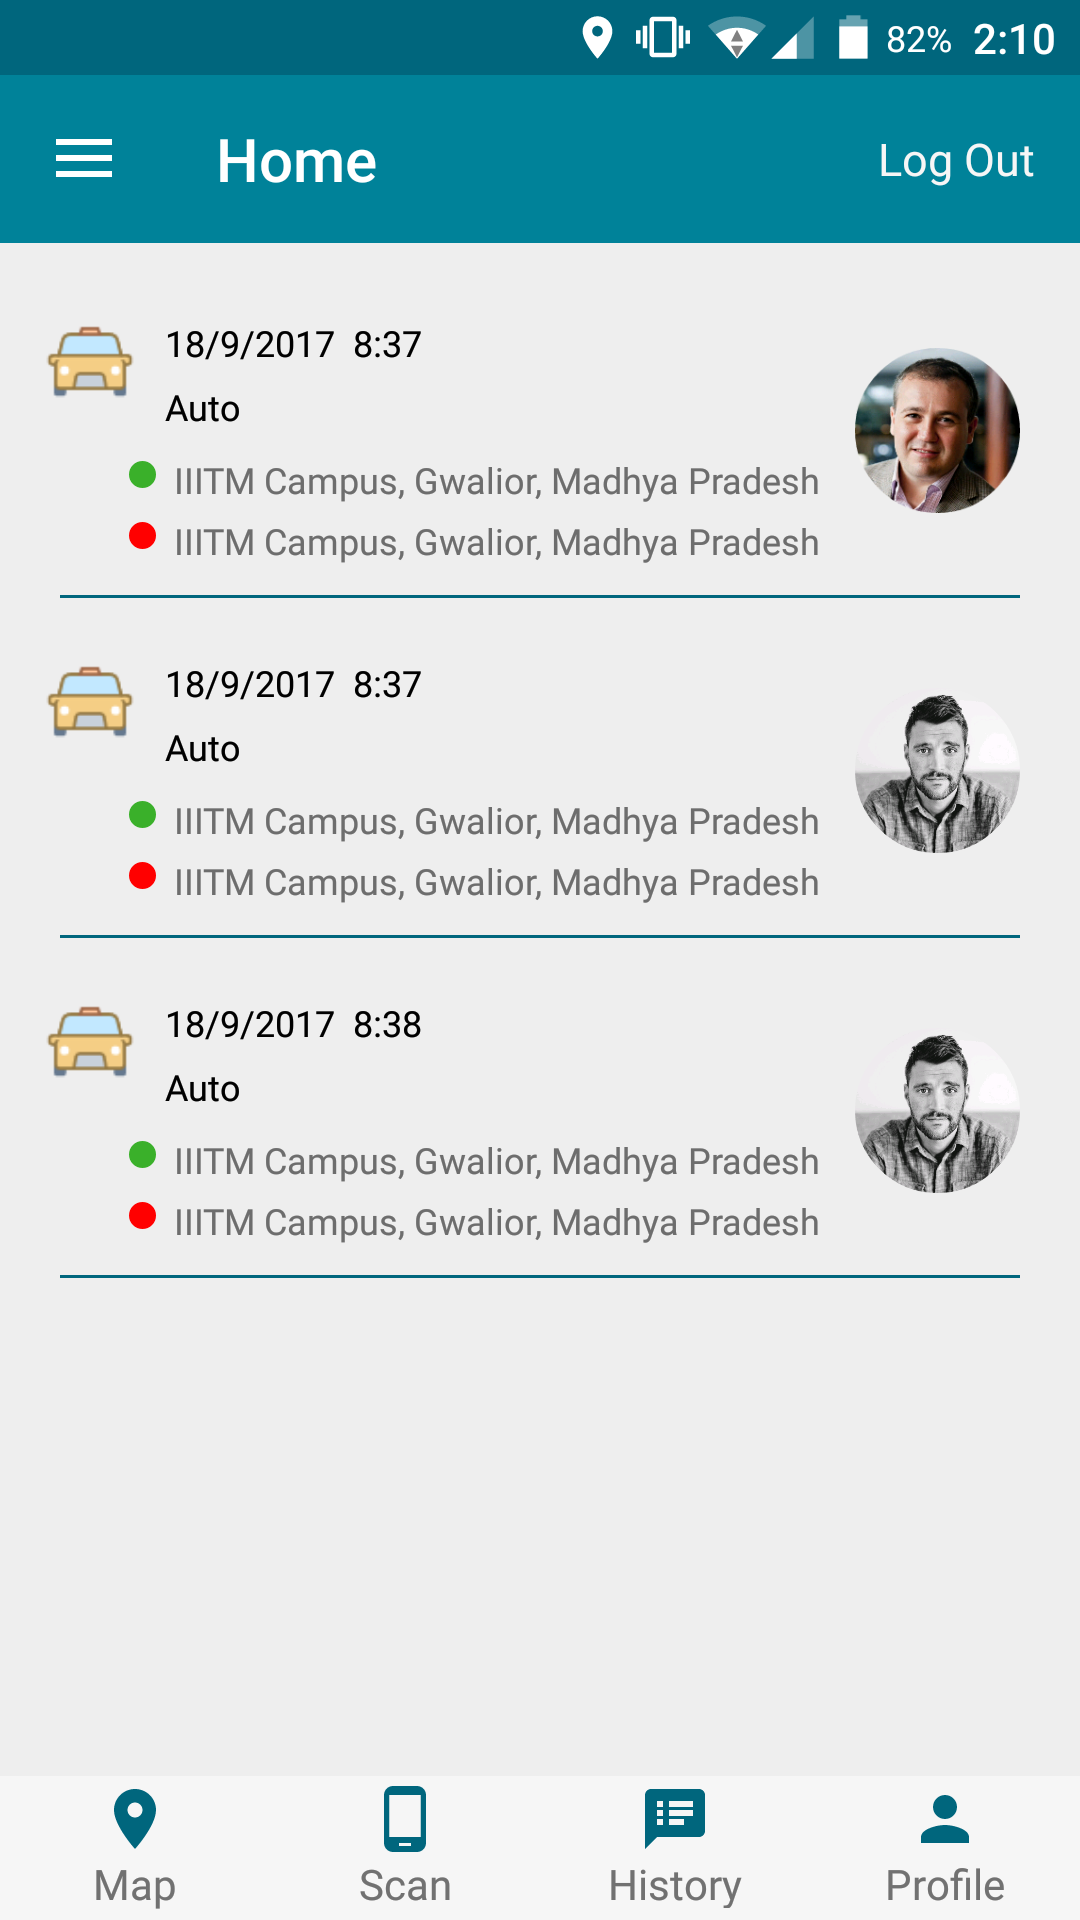 82% 2:10
Home Log Out
18/9/2017 8:37
Auto
IIITM Campus, Gwalior, Madhya Pradesh
IIITM Campus, Gwalior, Madhya Pradesh
18/9/2017 8:37
Auto
IIITM Campus, Gwalior, Madhya Pradesh
IIITM Campus, Gwalior, Madhya Pradesh
18/9/2017 8:38
Auto
IIITM Campus, Gwalior, Madhya Pradesh
IIITM Campus, Gwalior, Madhya Pradesh
Map Scan History Profile